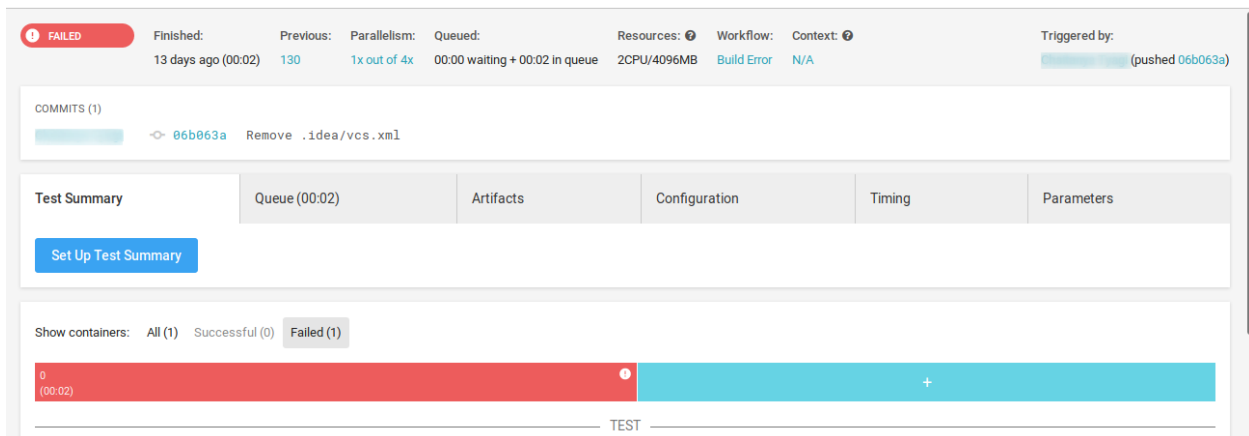 FAILED
Finished: Previous: Parallelism: Queued: Resources: Workflow: Context: Triggered by:
13 days ago (00:02) 130 1x out of 4x 00:00 waiting + 00:02 in queue 2CPU/4096MB Build Error N/A (pushed 06b063a)
COMMITS (1)
06b063a Remove .idea/vcs.xml
Test Summary Queue (00:02) Artifacts Configuration Timing Parameters
Set Up Test Summary
Show containers: All (1) Successful (0) Failed (1)
0
(00:02) +
TEST